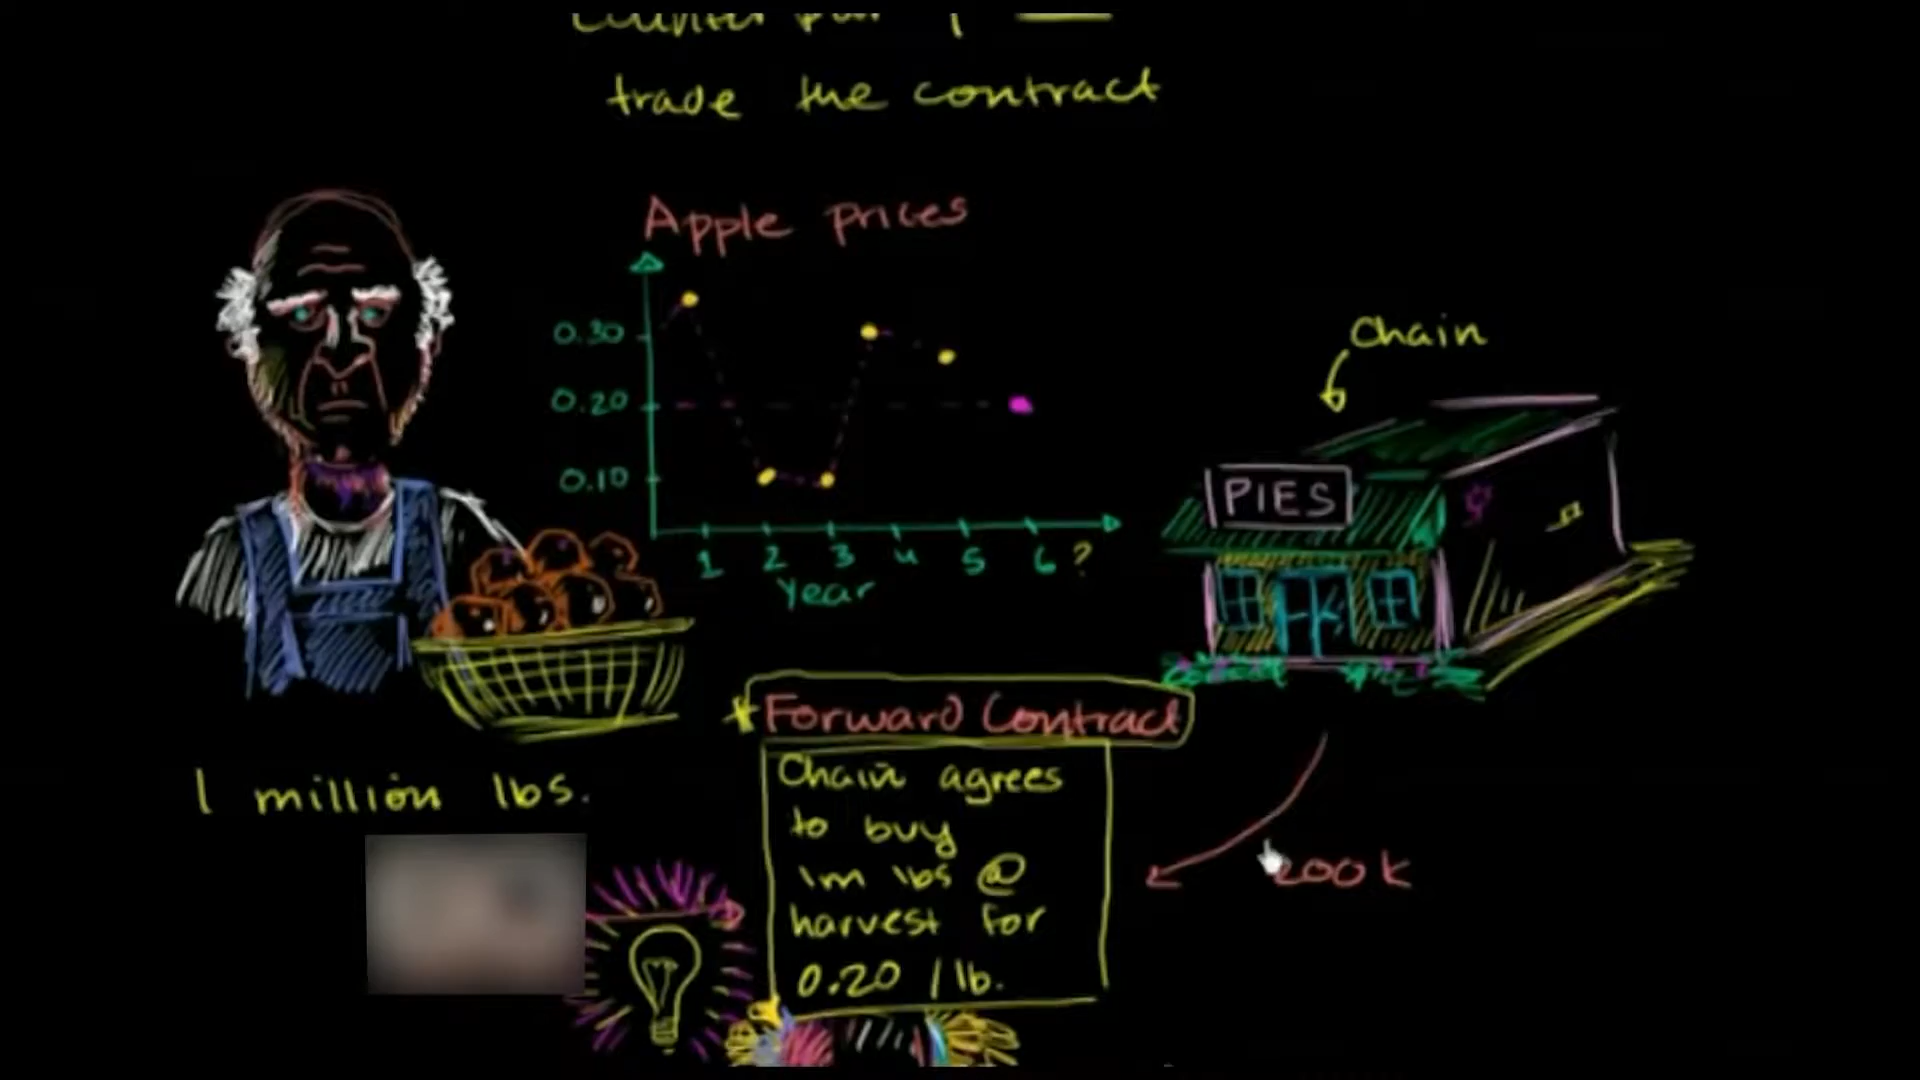 trade the contract
Apple prices
0.30
0.20
0.10
1 2 3 4 5 6 ?
Year
Chain
PIES
1 million lbs.
Forward Contract
Chain agrees
to buy
1m lbs @
harvest for
0.20 / lb.
200k